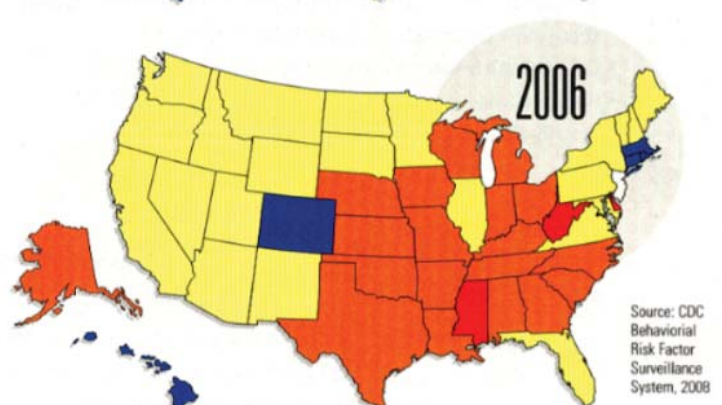 2006
Source: CDC
Behaviorial
Risk Factor
Surveillance
System, 2008